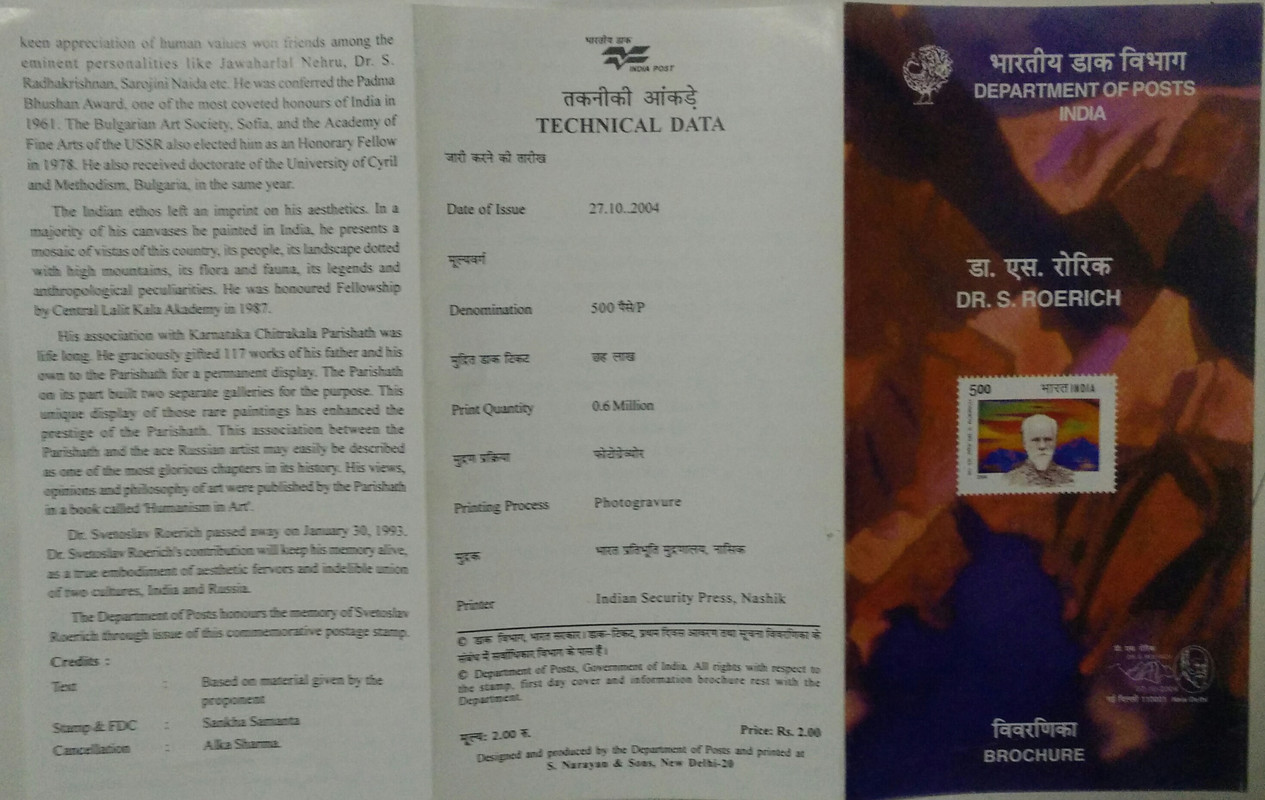 keen appreciation of human values won friends among the
eminent personalities like Jawaharlal Nehru, Dr. S.
Radhakrishnan, Sarojini Naida etc. He was conferred the Padma
Bhushan Award, one of the most coveted honours of India in
1961. The Bulgarian Art Society, Sofia, and the Academy of
Fine Arts of the USSR also elected him as an Honorary Fellow
in 1978. He also received doctorate of the University of Cyril
and Methodism, Bulgaria, in the same year.
The Indian ethos left an imprint on his aesthetics. In a
majority of his canvases he painted in India, he presents a
mosaic of vistas of this country, its people, its landscape dotted
with high mountains, its flora and fauna, its legends and
anthropological peculiarities. He was honoured Fellowship
by Central Lalit Kala Akademy in 1987.
His association with Karnataka Chitrakala Parishath was
life long. He graciously gifted 117 works of his father and his
own to the Parishath for a permanent display. The Parishath
on its part built two separate galleries for the purpose. This
unique display of those rare paintings has enhanced the
prestige of the Parishath. This association between the
Parishath and the ace Russian artist may easily be described
as one of the most glorious chapters in its history. His views,
opinions and philosophy of art were published by the Parishath
in a book called 'Humanism in Art'.
Dr. Svetoslav Roerich passed away on January 30, 1993.
Dr. Svetoslav Roerich's contribution will keep his memory alive,
as a true embodiment of aesthetic fervors and indelible union
of two cultures, India and Russia.
The Department of Posts honours the memory of Svetoslav
Roerich through issue of this commemorative postage stamp.
Credits :
Text : Based on material given by the
proponent
Stamp & FDC : Sankha Samanta
Cancellation : Alka Sharma
भारतीय डाक
INDIA POST
तकनीकी आंकड़े
TECHNICAL DATA
जारी करने की तारीख
Date of Issue 27.10..2004
मूल्यवर्ग
Denomination 500 पैसे/P
मुद्रित डाक टिकट छह लाख
Print Quantity 0.6 Million
मुद्रण प्रक्रिया फोटोग्रेव्योर
Printing Process Photogravure
मुद्रक भारत प्रतिभूति मुद्रणालय, नासिक
Printer Indian Security Press, Nashik
© डाक विभाग, भारत सरकार। डाक-टिकट, प्रथम दिवस आवरण तथा सूचना विवरणिका के
संबंध में सर्वाधिकार विभाग के पास हैं।
© Department of Posts, Government of India. All rights with respect to
the stamp, first day cover and information brochure rest with the
Department.
मूल्य: 2.00 रु. Price: Rs. 2.00
Designed and produced by the Department of Posts and printed at
S. Narayan & Sons, New Delhi-20
भारतीय डाक विभाग
DEPARTMENT OF POSTS
INDIA
डा. एस. रोरिक
DR. S. ROERICH
500 भारत INDIA
नई दिल्ली 110001 New Delhi
विवरणिका
BROCHURE